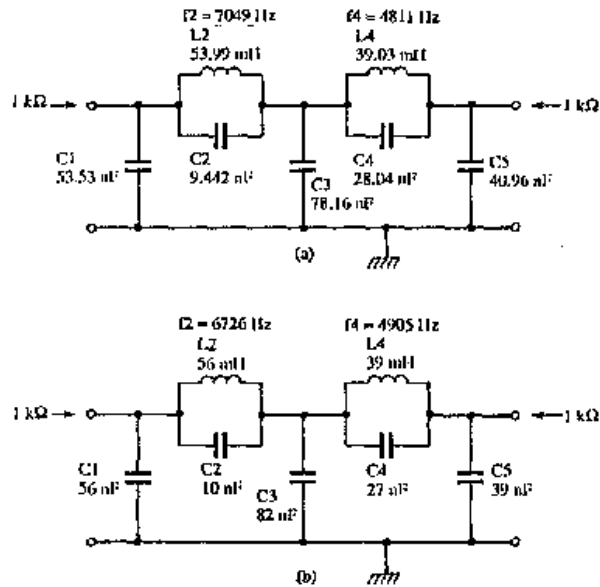 f2 = 7049 Hz
L2
53.99 mH
f4 = 4811 Hz
L4
39.03 mH
1 kΩ
1 kΩ
C1
53.53 nF
C2
9.442 nF
C3
78.16 nF
C4
28.04 nF
C5
40.96 nF
(a)
f2 = 6726 Hz
L2
56 mH
f4 = 4905 Hz
L4
39 mH
1 kΩ
1 kΩ
C1
56 nF
C2
10 nF
C3
82 nF
C4
27 nF
C5
39 nF
(b)